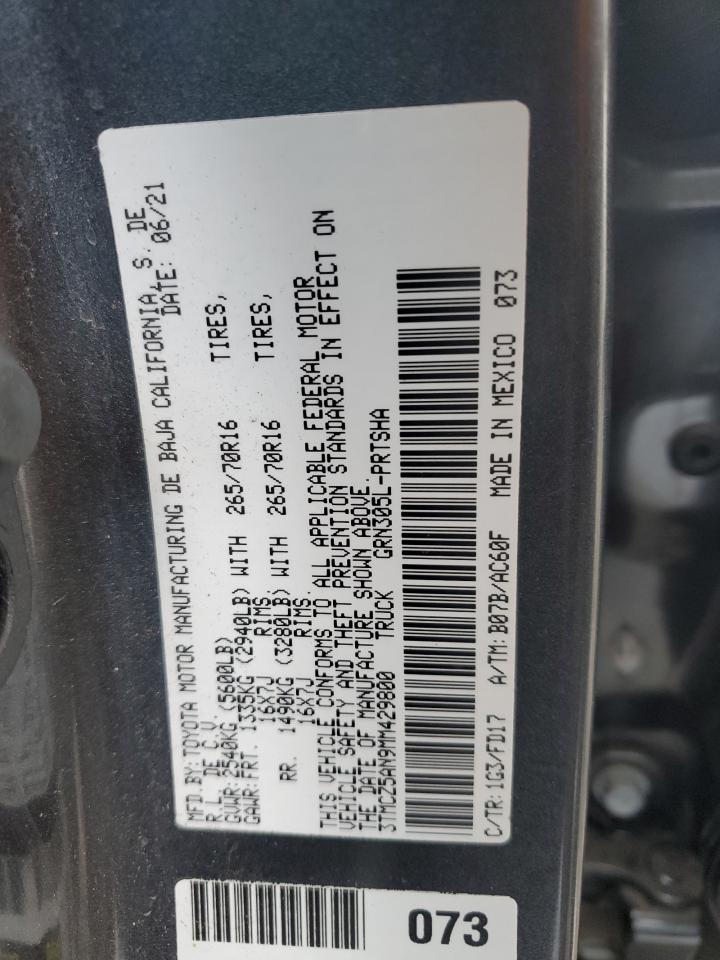 MFD.BY:TOYOTA MOTOR MANUFACTURING DE BAJA CALIFORNIA, S. DE
R.L. DE C.V. DATE: 06/21
GVWR:2540KG (5600LB)
GAWR:FRT. 1335KG (2940LB) WITH 265/70R16 TIRES,
16X7J RIMS.
RR. 1490KG (3280LB) WITH 265/70R16 TIRES,
16X7J RIMS.
THIS VEHICLE CONFORMS TO ALL APPLICABLE FEDERAL MOTOR
VEHICLE SAFETY AND THEFT PREVENTION STANDARDS IN EFFECT ON
THE DATE OF MANUFACTURE SHOWN ABOVE.
3TMCZ5AN9MM429800 TRUCK GRN305L-PRTSHA
C/TR:1G3/FD17 A/TM:B07B/AC60F MADE IN MEXICO 073
073